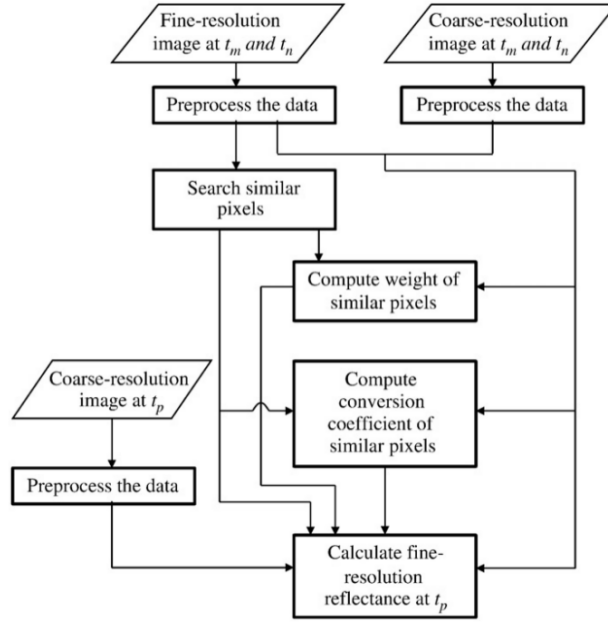 Fine-resolution
image at tm and tn
Coarse-resolution
image at tm and tn
Preprocess the data
Preprocess the data
Search similar
pixels
Compute weight of
similar pixels
Coarse-resolution
image at tp
Compute
conversion
coefficient of
similar pixels
Preprocess the data
Calculate fine-
resolution
reflectance at tp